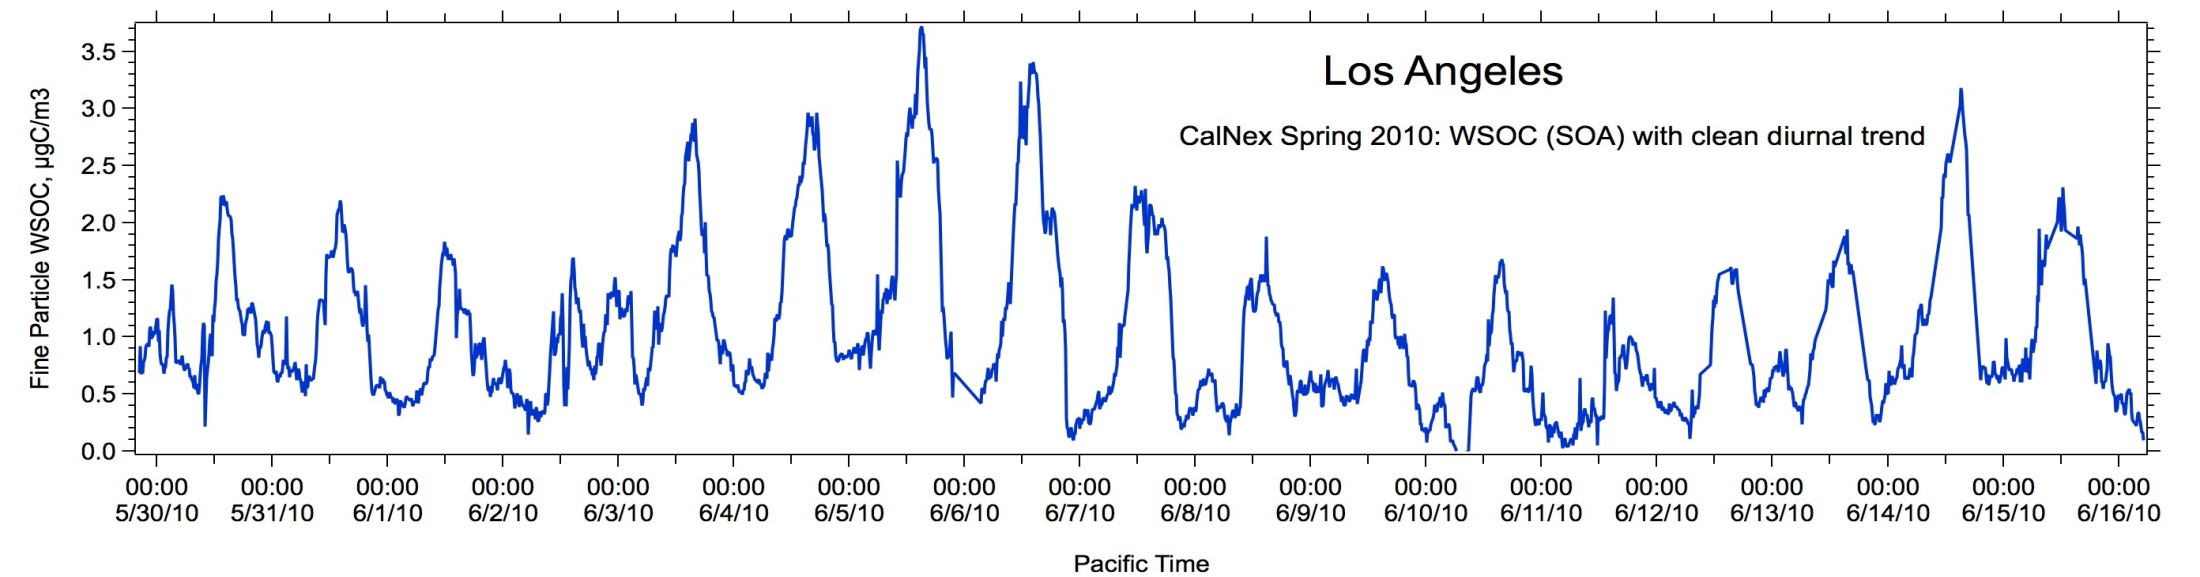 Los Angeles
CalNex Spring 2010: WSOC (SOA) with clean diurnal trend
Fine Particle WSOC, µgC/m3
3.5
3.0
2.5
2.0
1.5
1.0
0.5
0.0
00:00 00:00 00:00 00:00 00:00 00:00 00:00 00:00 00:00 00:00 00:00 00:00 00:00 00:00 00:00 00:00 00:00 00:00
5/30/10 5/31/10 6/1/10 6/2/10 6/3/10 6/4/10 6/5/10 6/6/10 6/7/10 6/8/10 6/9/10 6/10/10 6/11/10 6/12/10 6/13/10 6/14/10 6/15/10 6/16/10
Pacific Time